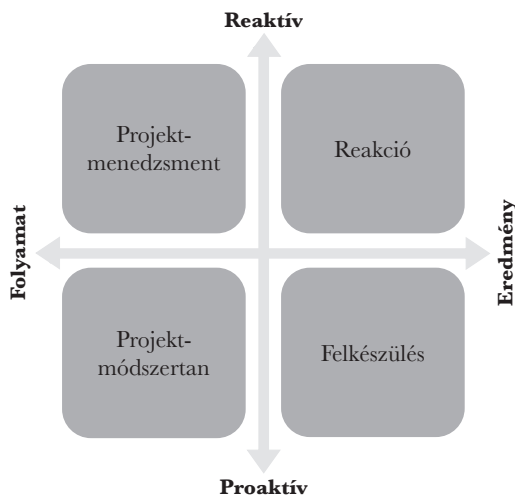 Reaktív
Projekt-
menedzsment
Reakció
Folyamat
Eredmény
Projekt-
módszertan
Felkészülés
Proaktív